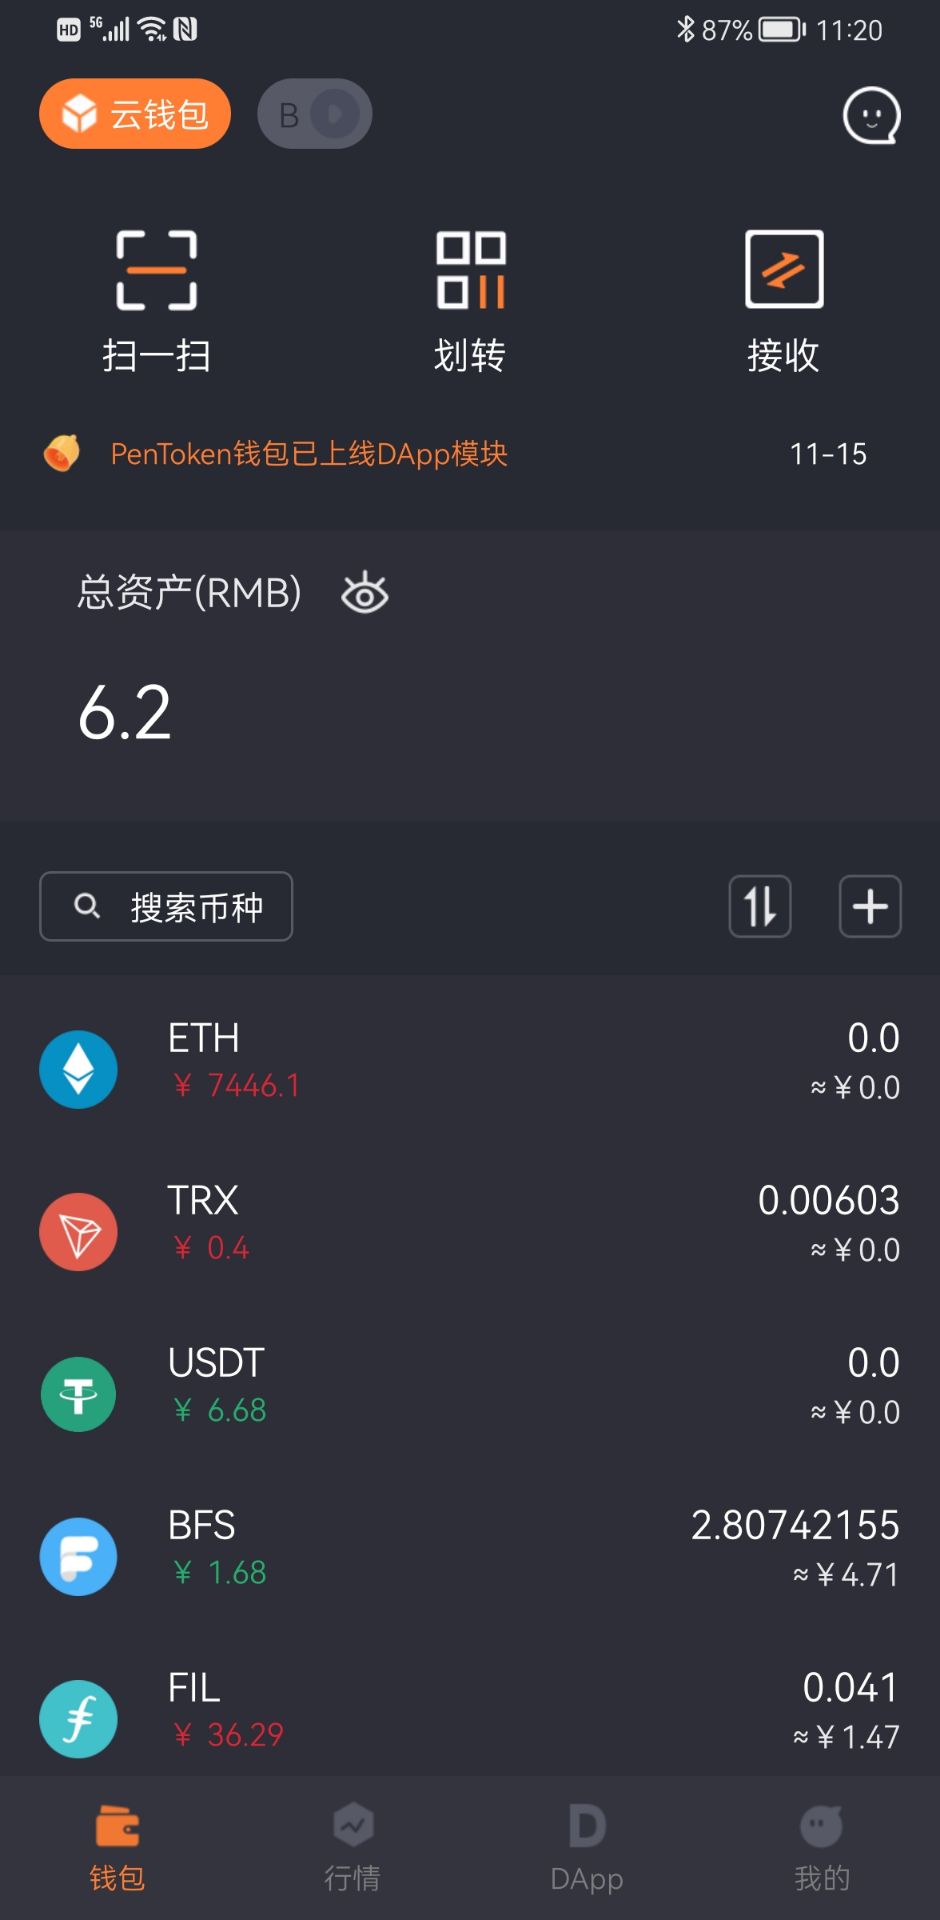 HD 5G 87% 11:20
云钱包 B
扫一扫 划转 接收
PenToken钱包已上线DApp模块 11-15
总资产(RMB)
6.2
搜索币种
ETH 0.0
¥ 7446.1 ≈¥0.0
TRX 0.00603
¥ 0.4 ≈¥0.0
USDT 0.0
¥ 6.68 ≈¥0.0
BFS 2.80742155
¥ 1.68 ≈¥4.71
FIL 0.041
¥ 36.29 ≈¥1.47
钱包 行情 DApp 我的